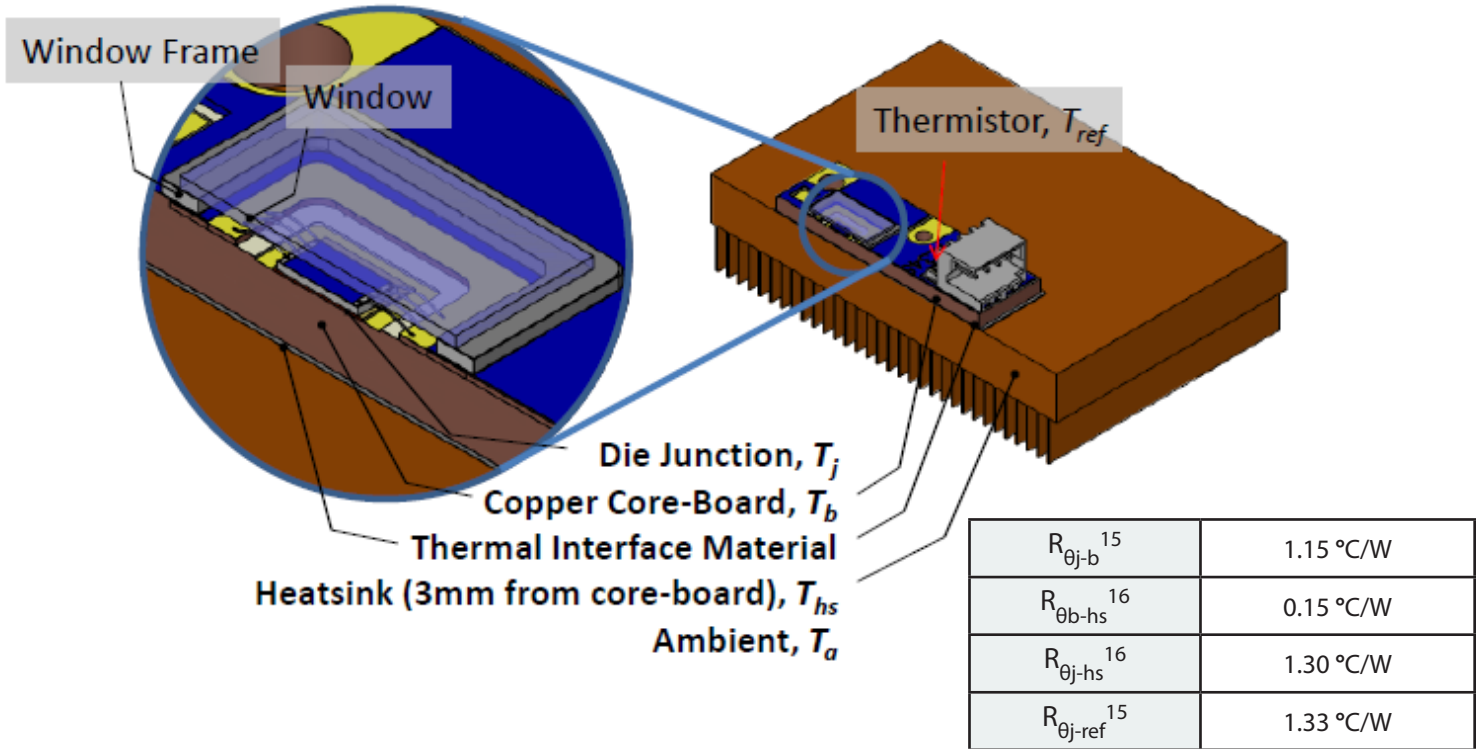 Window Frame
Window
Thermistor, Tref
Die Junction, Tj
Copper Core-Board, Tb
Thermal Interface Material
Heatsink (3mm from core-board), Ths
Ambient, Ta
Rθj-b15 1.15 °C/W
Rθb-hs16 0.15 °C/W
Rθj-hs16 1.30 °C/W
Rθj-ref15 1.33 °C/W